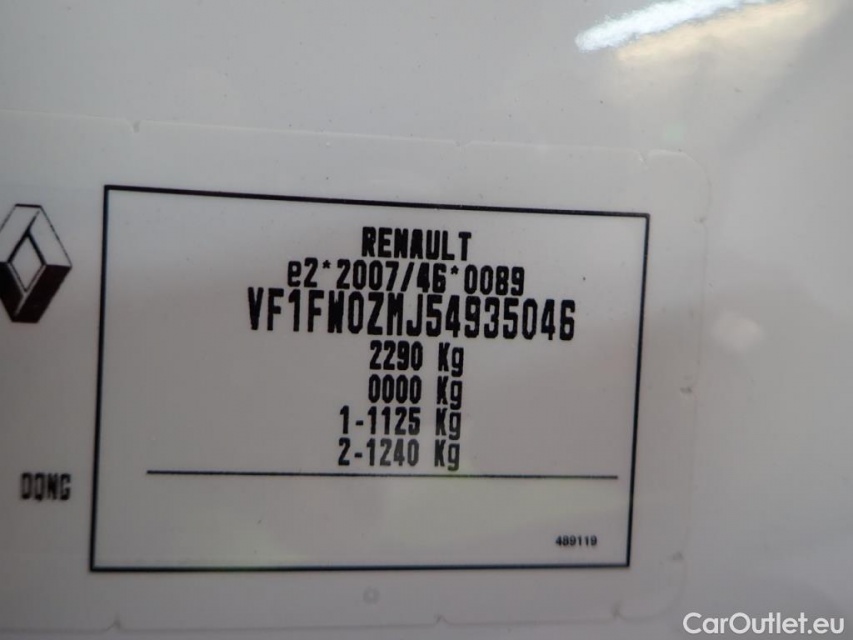 RENAULT
e2*2007/46*0089
VF1FW0ZMJ54935046
2290 Kg
0000 Kg
1-1125 Kg
2-1240 Kg
DQNG
489119
CarOutlet.eu